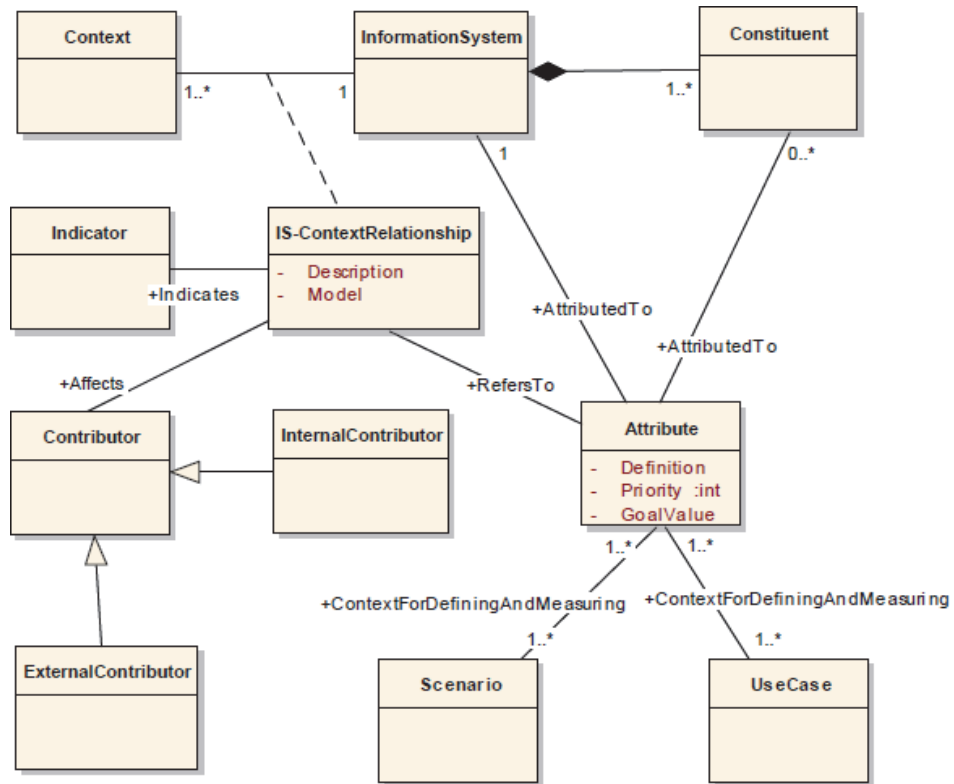 Context
InformationSystem
Constituent
1..*
1
1..*
1
0..*
Indicator
IS-ContextRelationship
- Description
- Model
+Indicates
+AttributedTo
+AttributedTo
+Affects
+RefersTo
Contributor
InternalContributor
Attribute
- Definition
- Priority :int
- GoalValue
1..*
1..*
+ContextForDefiningAndMeasuring
+ContextForDefiningAndMeasuring
1..*
1..*
ExternalContributor
Scenario
UseCase